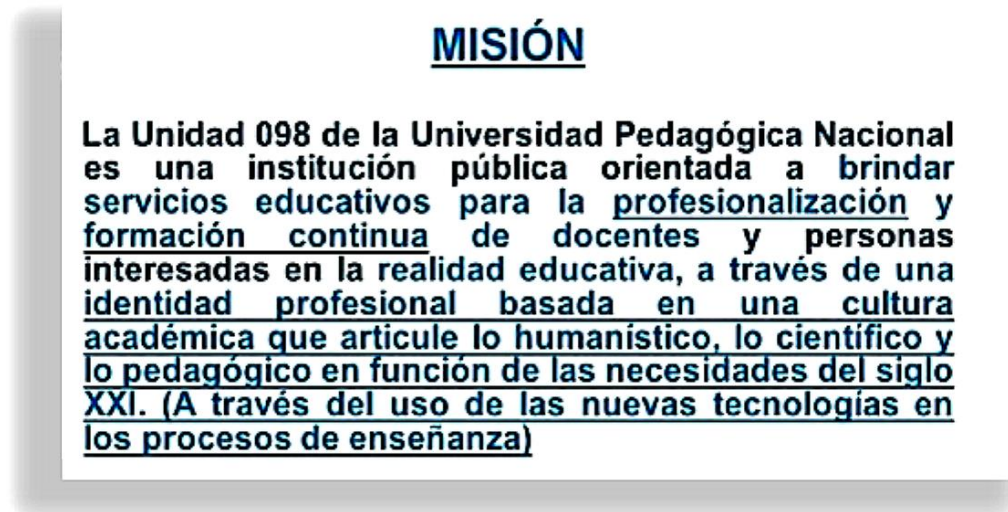 MISIÓN
La Unidad 098 de la Universidad Pedagógica Nacional
es una institución pública orientada a brindar
servicios educativos para la profesionalización y
formación continua de docentes y personas
interesadas en la realidad educativa, a través de una
identidad profesional basada en una cultura
académica que articule lo humanístico, lo científico y
lo pedagógico en función de las necesidades del siglo
XXI. (A través del uso de las nuevas tecnologías en
los procesos de enseñanza)